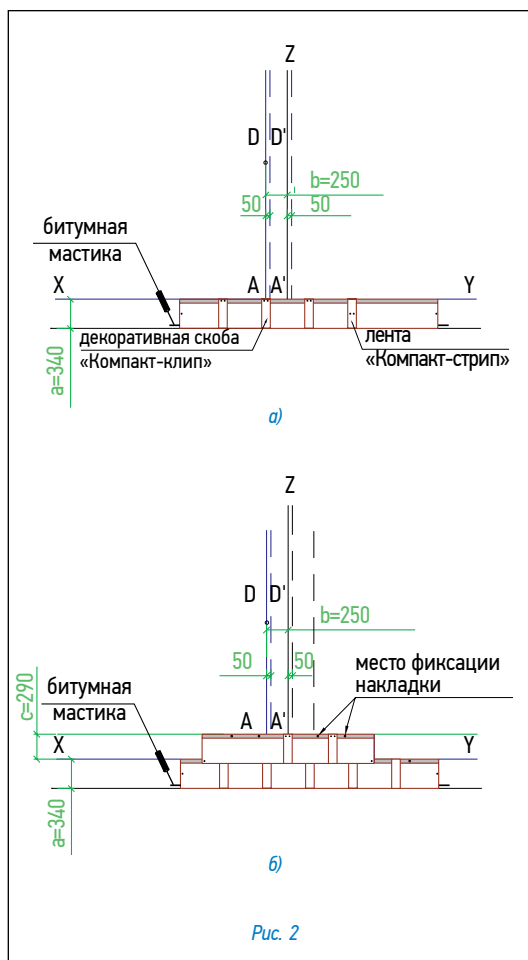 Z
D D'
b=250
50 50
битумная
мастика
X A A' Y
декоративная скоба
«Компакт-клип»
лента
«Компакт-стрип»
a=340
а)
Z
D D'
b=250
50 50
место фиксации
накладки
битумная
мастика
c=290
A A'
X Y
a=340
б)
Рис. 2